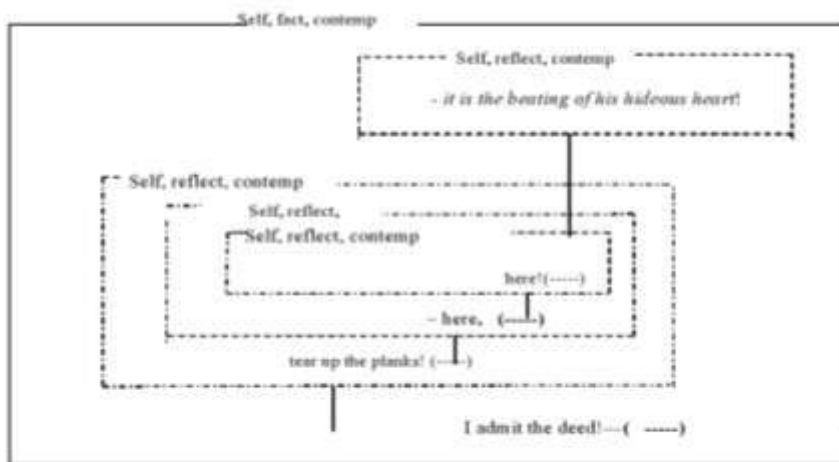 Self, fact, contemp
Self, reflect, contemp
- it is the beating of his hideous heart!
Self, reflect, contemp
Self, reflect,
Self, reflect, contemp
here!(-----)
– here, (-----)
tear up the planks! (-----)
I admit the deed!---( -----)